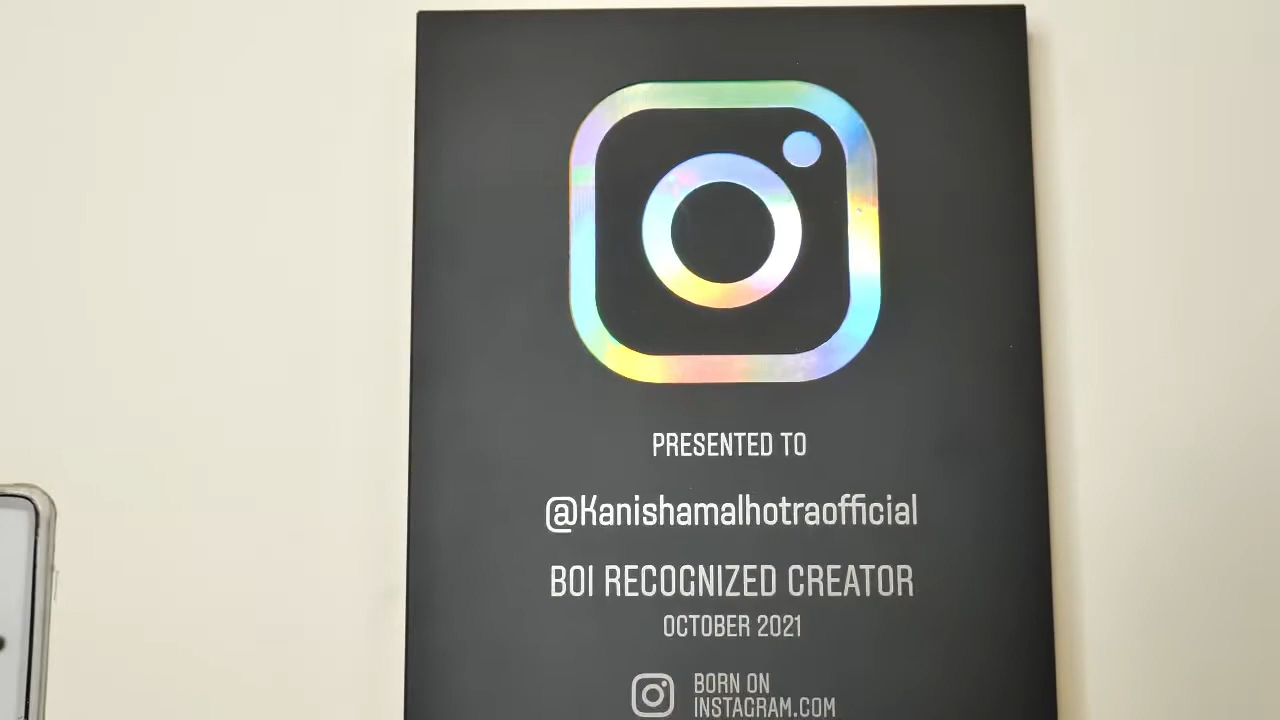 PRESENTED TO
@Kanishamalhotraofficial
BOI RECOGNIZED CREATOR
OCTOBER 2021
BORN ON
INSTAGRAM.COM